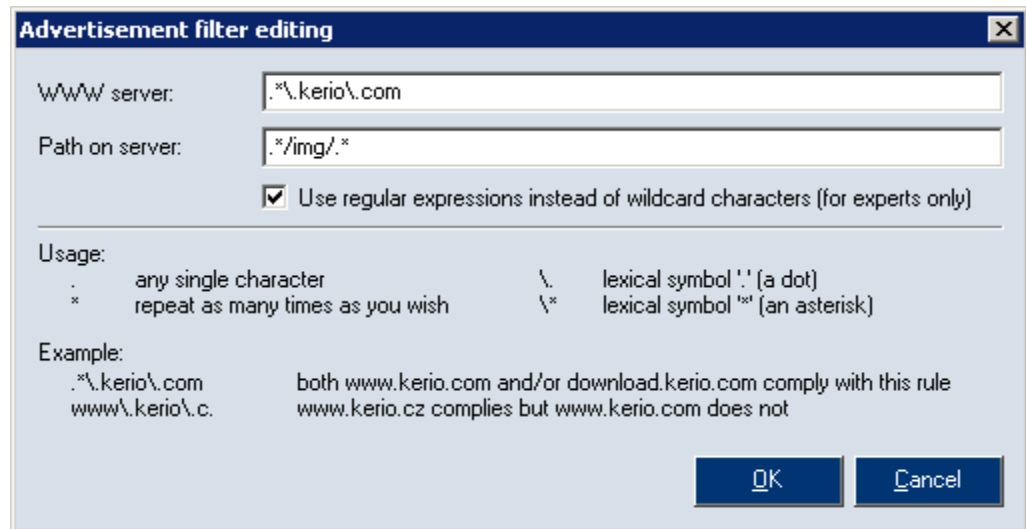 Advertisement filter editing
WWW server: .*\.kerio\.com
Path on server: .*/img/.*
Use regular expressions instead of wildcard characters (for experts only)
Usage:
. any single character \. lexical symbol '.' (a dot)
* repeat as many times as you wish \* lexical symbol '*' (an asterisk)
Example:
.*\.kerio\.com both www.kerio.com and/or download.kerio.com comply with this rule
www\.kerio\.c. www.kerio.cz complies but www.kerio.com does not
OK Cancel